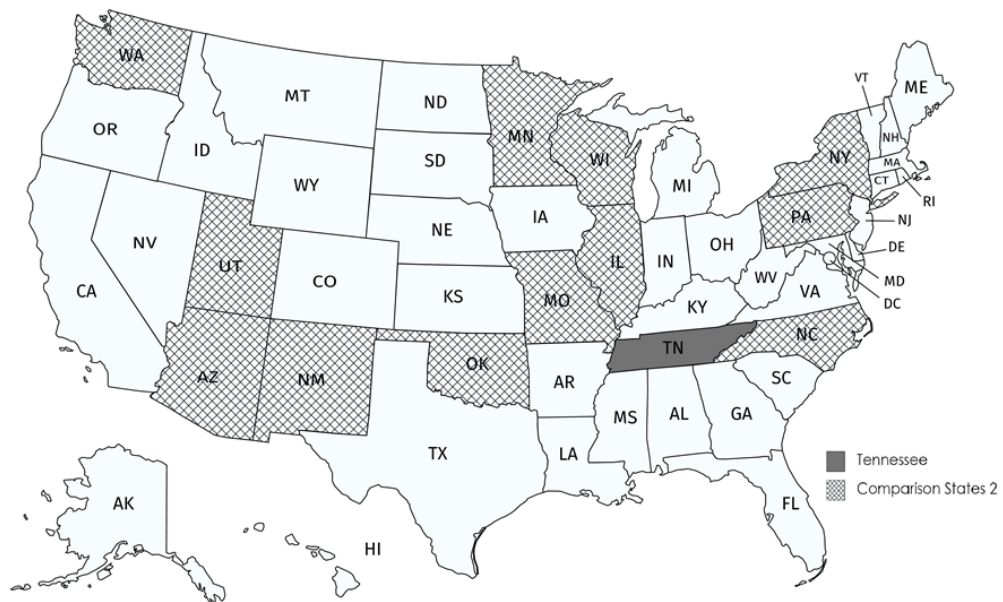 WA
MT
ND
MN
VT
ME
OR
ID
SD
WI
NY
NH
MA
CT
RI
WY
MI
IA
PA
NJ
NV
NE
OH
DE
UT
IL
IN
MD
CO
WV
CA
KS
MO
KY
VA
DC
TN
NC
AZ
NM
OK
AR
SC
MS
AL
GA
TX
LA
Tennessee
Comparison States 2
AK
FL
HI